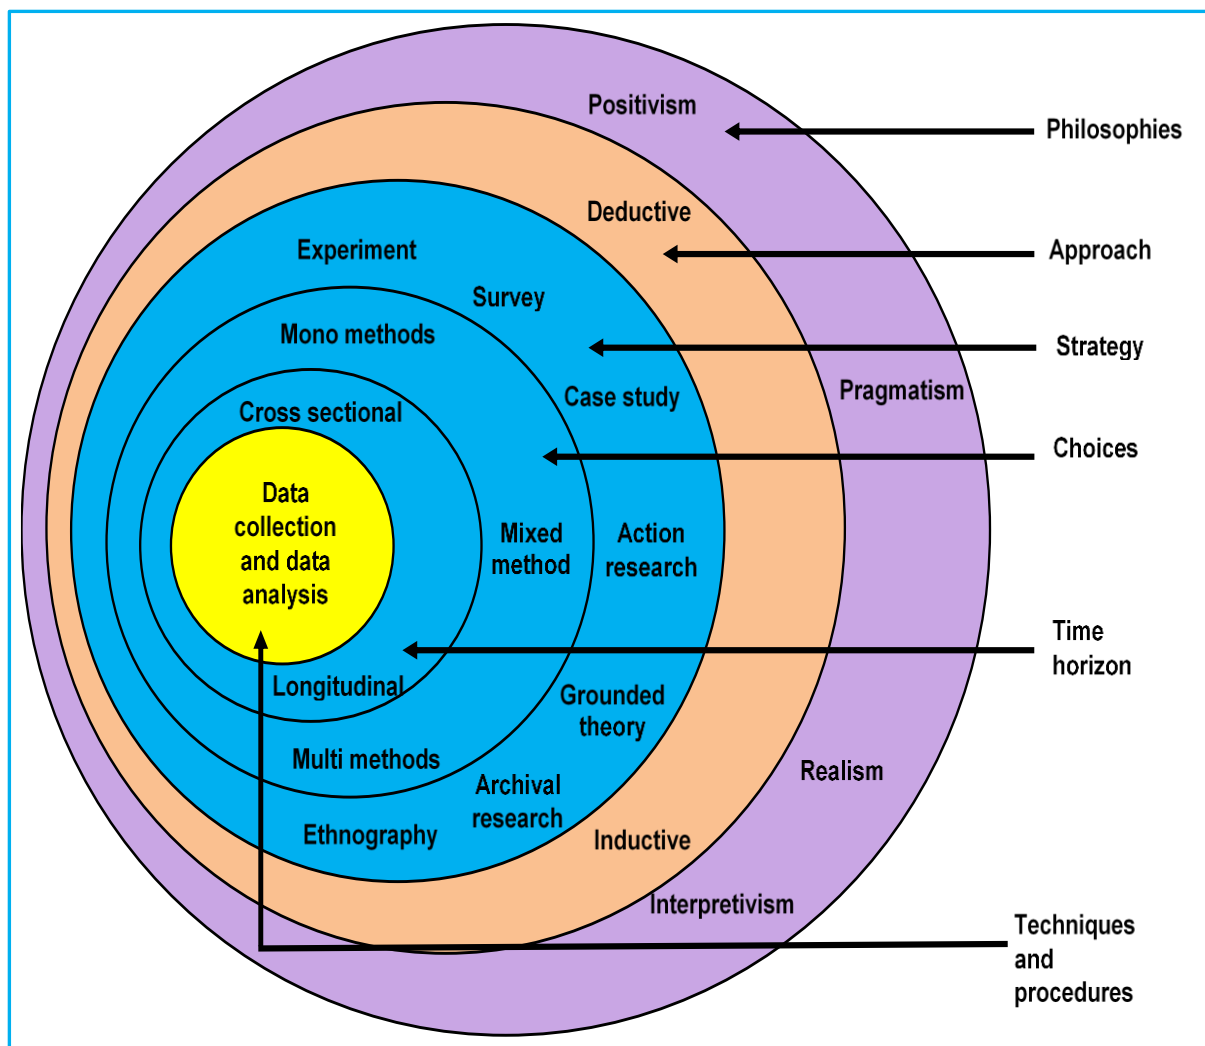 Positivism
Philosophies
Deductive
Approach
Experiment
Survey
Strategy
Mono methods
Pragmatism
Case study
Cross sectional
Choices
Data
collection
and data
analysis
Mixed
method
Action
research
Time
horizon
Longitudinal
Grounded
theory
Multi methods
Realism
Archival
research
Ethnography
Inductive
Interpretivism
Techniques
and
procedures